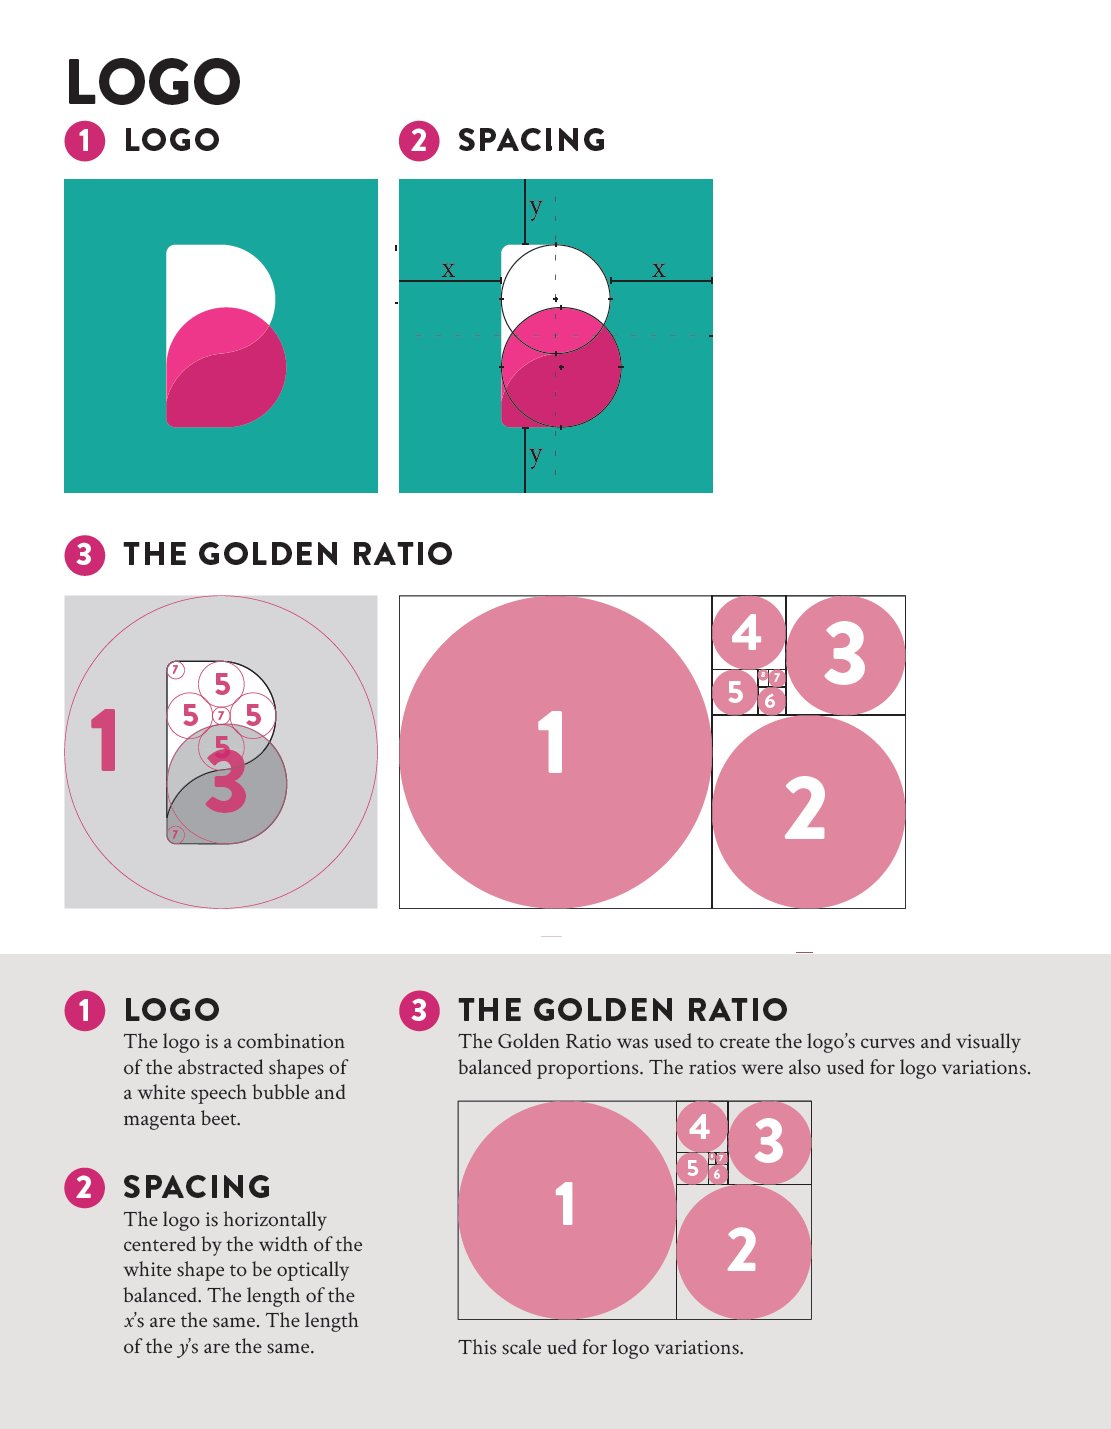 LOGO
1 LOGO
2 SPACING
y
x x
y
3 THE GOLDEN RATIO
7
5
5 7 5
5
1
3
7
1
4
3
5
8 7
6
2
1 LOGO
The logo is a combination
of the abstracted shapes of
a white speech bubble and
magenta beet.
2 SPACING
The logo is horizontally
centered by the width of the
white shape to be optically
balanced. The length of the
x’s are the same. The length
of the y’s are the same.
3 THE GOLDEN RATIO
The Golden Ratio was used to create the logo’s curves and visually
balanced proportions. The ratios were also used for logo variations.
4
3
5
7
6
1
2
This scale ued for logo variations.